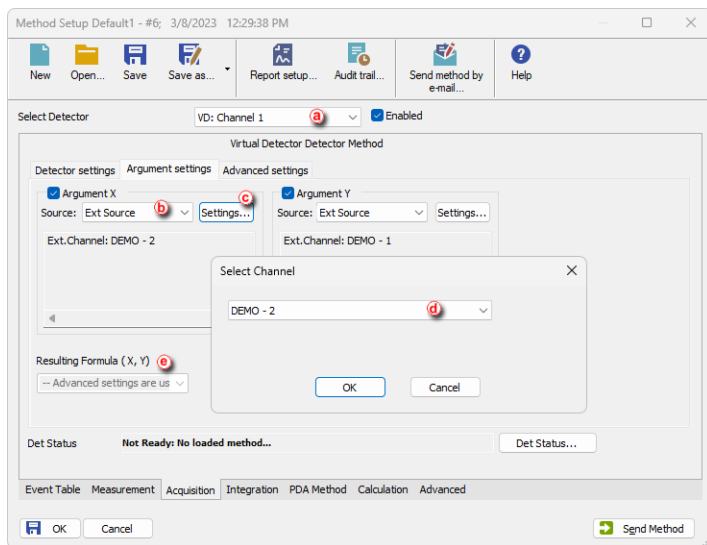 Method Setup Default1 - #6; 3/8/2023 12:29:38 PM
New Open... Save Save as... Report setup... Audit trail... Send method by e-mail... Help
Select Detector VD: Channel 1 a Enabled
Virtual Detector Detector Method
Detector settings Argument settings Advanced settings
Argument X c Argument Y
Source: Ext Source b Settings... Source: Ext Source Settings...
Ext.Channel: DEMO - 2 Ext.Channel: DEMO - 1
Select Channel
DEMO - 2 d
Resulting Formula (X, Y) e
-- Advanced settings are us
OK Cancel
Det Status Not Ready: No loaded method... Det Status...
Event Table Measurement Acquisition Integration PDA Method Calculation Advanced
OK Cancel Send Method